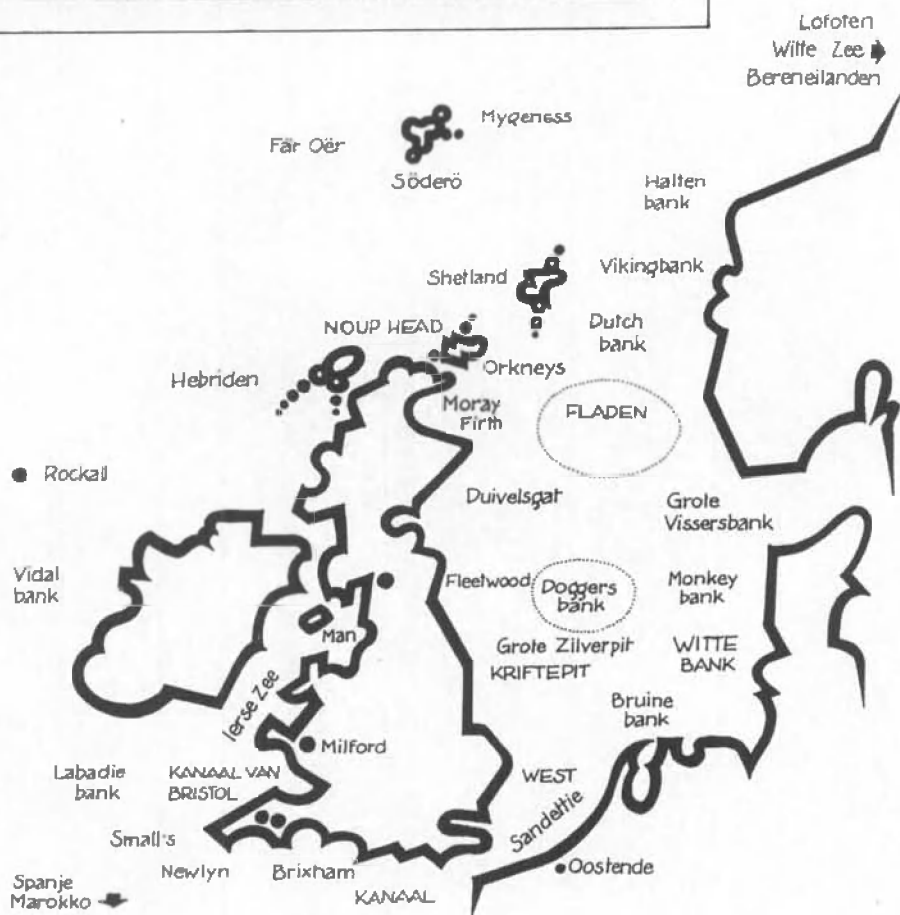 Lofoten
Witte Zee
Bereneilanden
Mygeness
Fär Oër
Söderö
Halten
bank
Vikingbank
Shetland
NOUP HEAD
Dutch
bank
Orkneys
Hebriden
Moray
Firth
FLADEN
Rockall
Duivelsgat
Grote
Vissersbank
Vidal
bank
Fleetwood
Doggers
bank
Monkey
bank
Man
Grote Zilverpit
KRIFTEPIT
WITTE
BANK
Ierse Zee
Bruine
bank
Milford
Labadie
bank
KANAAL VAN
BRISTOL
WEST
Sandettie
Small's
Newlyn
Brixham
Oostende
KANAAL
Spanje
Marokko